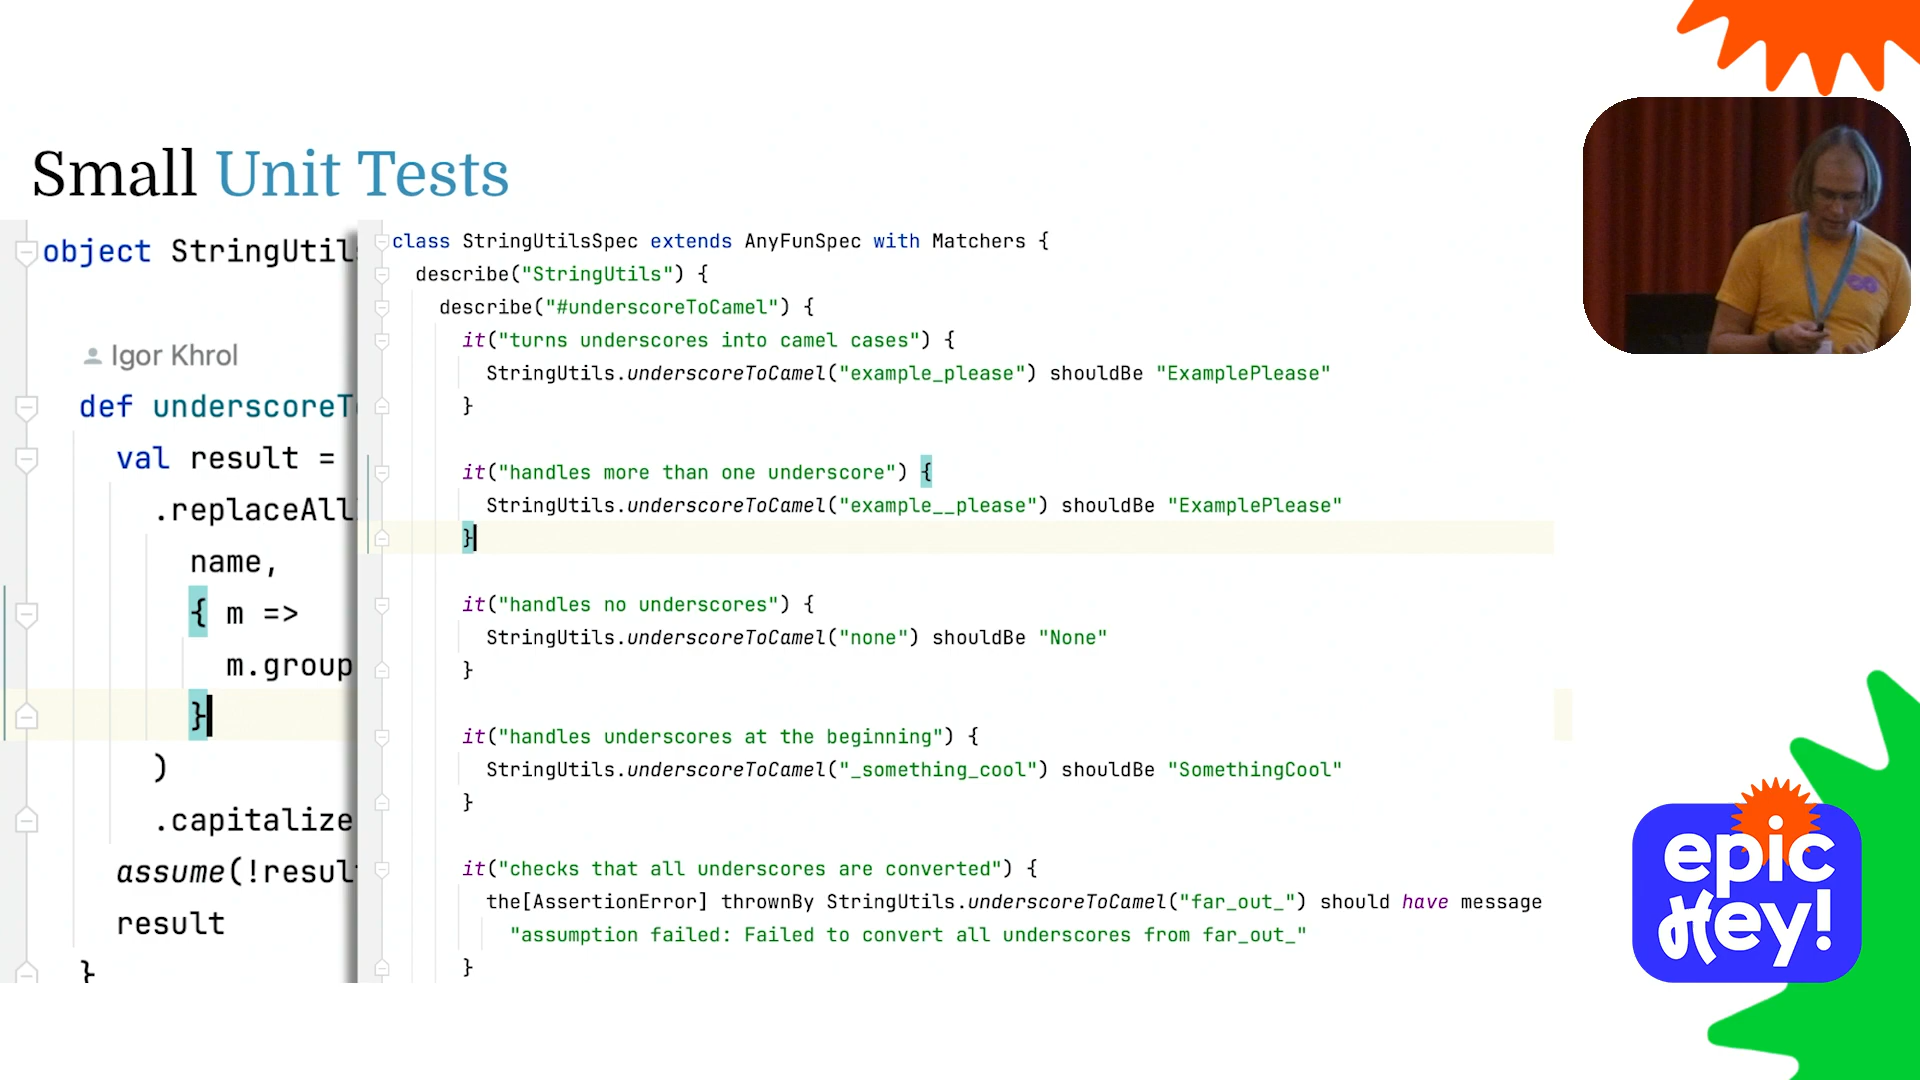 Small Unit Tests
object StringUtils
Igor Khrol
def underscoreT
val result =
.replaceAll
name,
{ m =>
m.group
}
)
.capitalize
assume(!result
result
}
class StringUtilsSpec extends AnyFunSpec with Matchers {
describe("StringUtils") {
describe("#underscoreToCamel") {
it("turns underscores into camel cases") {
StringUtils.underscoreToCamel("example_please") shouldBe "ExamplePlease"
}
it("handles more than one underscore") {
StringUtils.underscoreToCamel("example__please") shouldBe "ExamplePlease"
}
it("handles no underscores") {
StringUtils.underscoreToCamel("none") shouldBe "None"
}
it("handles underscores at the beginning") {
StringUtils.underscoreToCamel("_something_cool") shouldBe "SomethingCool"
}
it("checks that all underscores are converted") {
the[AssertionError] thrownBy StringUtils.underscoreToCamel("far_out_") should have message
"assumption failed: Failed to convert all underscores from far_out_"
}
epic
Hey!